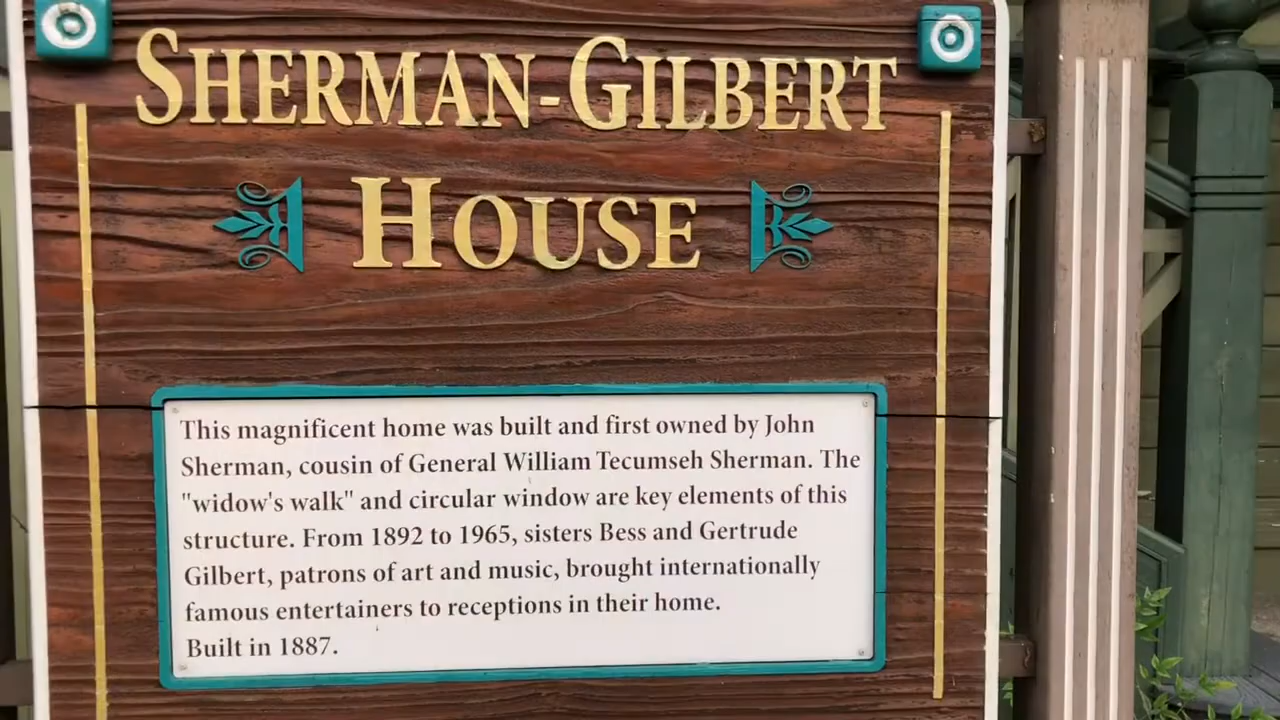 SHERMAN-GILBERT
HOUSE
This magnificent home was built and first owned by John
Sherman, cousin of General William Tecumseh Sherman. The
"widow's walk" and circular window are key elements of this
structure. From 1892 to 1965, sisters Bess and Gertrude
Gilbert, patrons of art and music, brought internationally
famous entertainers to receptions in their home.
Built in 1887.